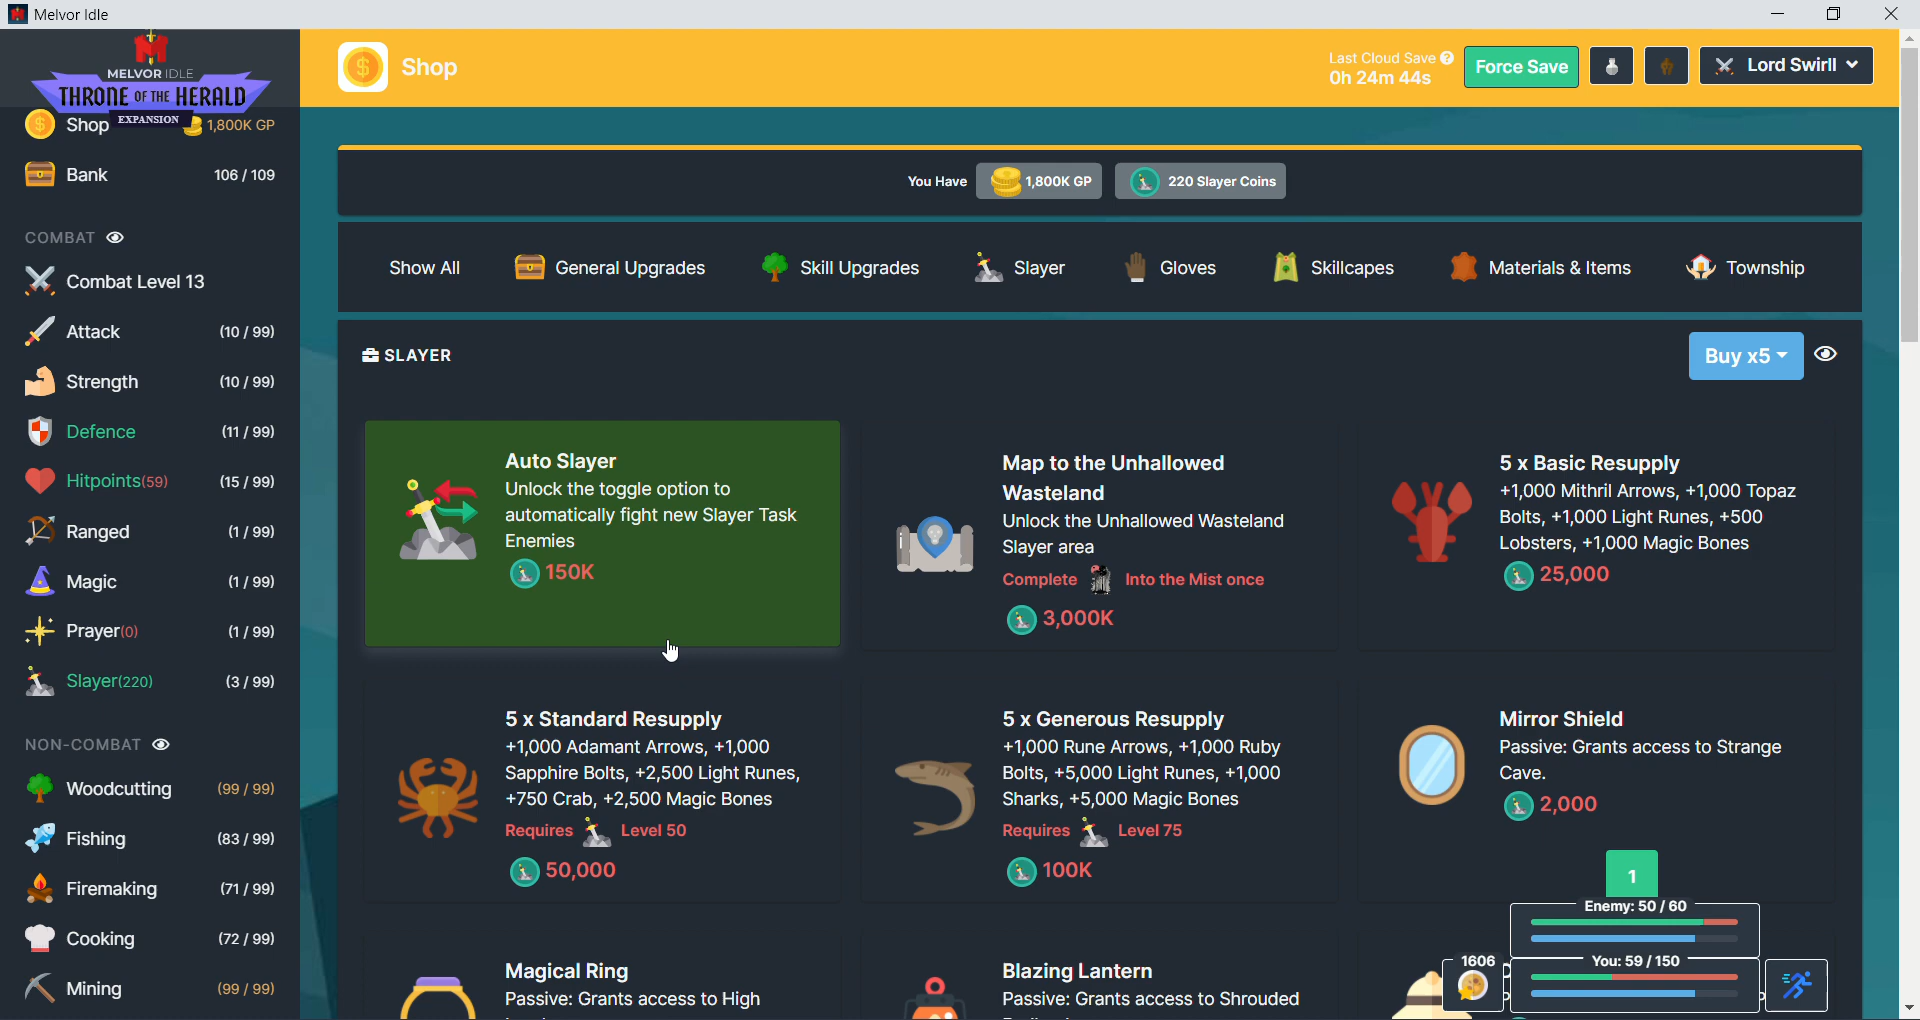 Melvor Idle
MELVOR IDLE
THRONE OF THE HERALD
EXPANSION
Shop
1,800K GP
Bank
106 / 109
COMBAT
Combat Level 13
Attack
(10 / 99)
Strength
(10 / 99)
Defence
(11 / 99)
Hitpoints(59)
(15 / 99)
Ranged
(1 / 99)
Magic
(1 / 99)
Prayer(0)
(1 / 99)
Slayer(220)
(3 / 99)
NON-COMBAT
Woodcutting
(99 / 99)
Fishing
(83 / 99)
Firemaking
(71 / 99)
Cooking
(72 / 99)
Mining
(99 / 99)
Shop
Last Cloud Save
0h 24m 44s
Force Save
Lord Swirll
You Have
1,800K GP
220 Slayer Coins
Show All
General Upgrades
Skill Upgrades
Slayer
Gloves
Skillcapes
Materials & Items
Township
SLAYER
Buy x5
Auto Slayer
Unlock the toggle option to
automatically fight new Slayer Task
Enemies
150K
Map to the Unhallowed
Wasteland
Unlock the Unhallowed Wasteland
Slayer area
Complete Into the Mist once
3,000K
5 x Basic Resupply
+1,000 Mithril Arrows, +1,000 Topaz
Bolts, +1,000 Light Runes, +500
Lobsters, +1,000 Magic Bones
25,000
5 x Standard Resupply
+1,000 Adamant Arrows, +1,000
Sapphire Bolts, +2,500 Light Runes,
+750 Crab, +2,500 Magic Bones
Requires Level 50
50,000
5 x Generous Resupply
+1,000 Rune Arrows, +1,000 Ruby
Bolts, +5,000 Light Runes, +1,000
Sharks, +5,000 Magic Bones
Requires Level 75
100K
Mirror Shield
Passive: Grants access to Strange
Cave.
2,000
Magical Ring
Passive: Grants access to High
Blazing Lantern
Passive: Grants access to Shrouded
1
Enemy: 50 / 60
1606
You: 59 / 150